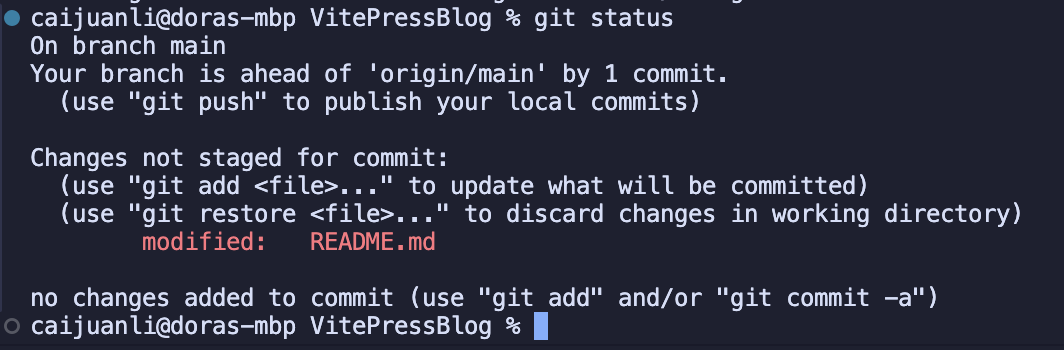 caijuanli@doras-mbp VitePressBlog % git status
On branch main
Your branch is ahead of 'origin/main' by 1 commit.
  (use "git push" to publish your local commits)

Changes not staged for commit:
  (use "git add <file>..." to update what will be committed)
  (use "git restore <file>..." to discard changes in working directory)
        modified:   README.md

no changes added to commit (use "git add" and/or "git commit -a")
caijuanli@doras-mbp VitePressBlog %